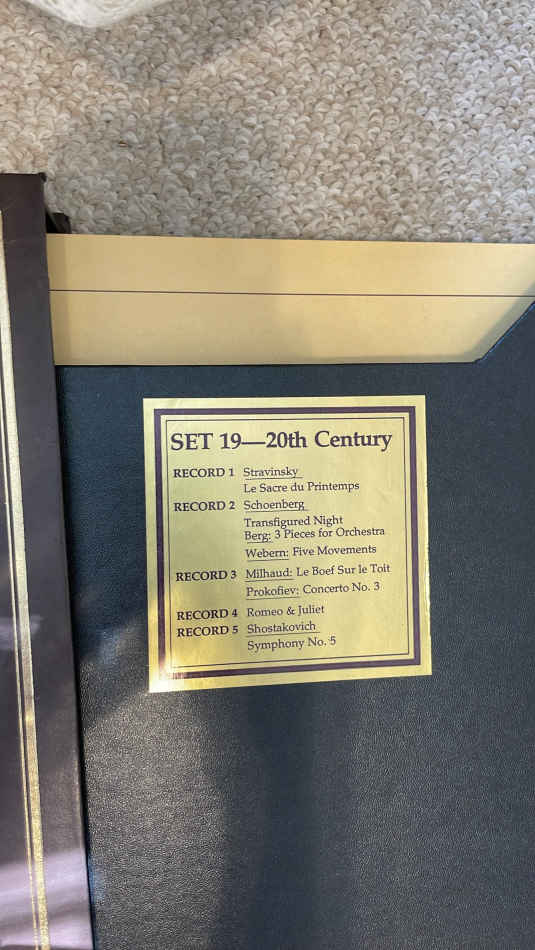 SET 19—20th Century
RECORD 1 Stravinsky
Le Sacre du Printemps
RECORD 2 Schoenberg
Transfigured Night
Berg: 3 Pieces for Orchestra
Webern: Five Movements
RECORD 3 Milhaud: Le Boef Sur le Toit
Prokofiev: Concerto No. 3
RECORD 4 Romeo & Juliet
RECORD 5 Shostakovich
Symphony No. 5